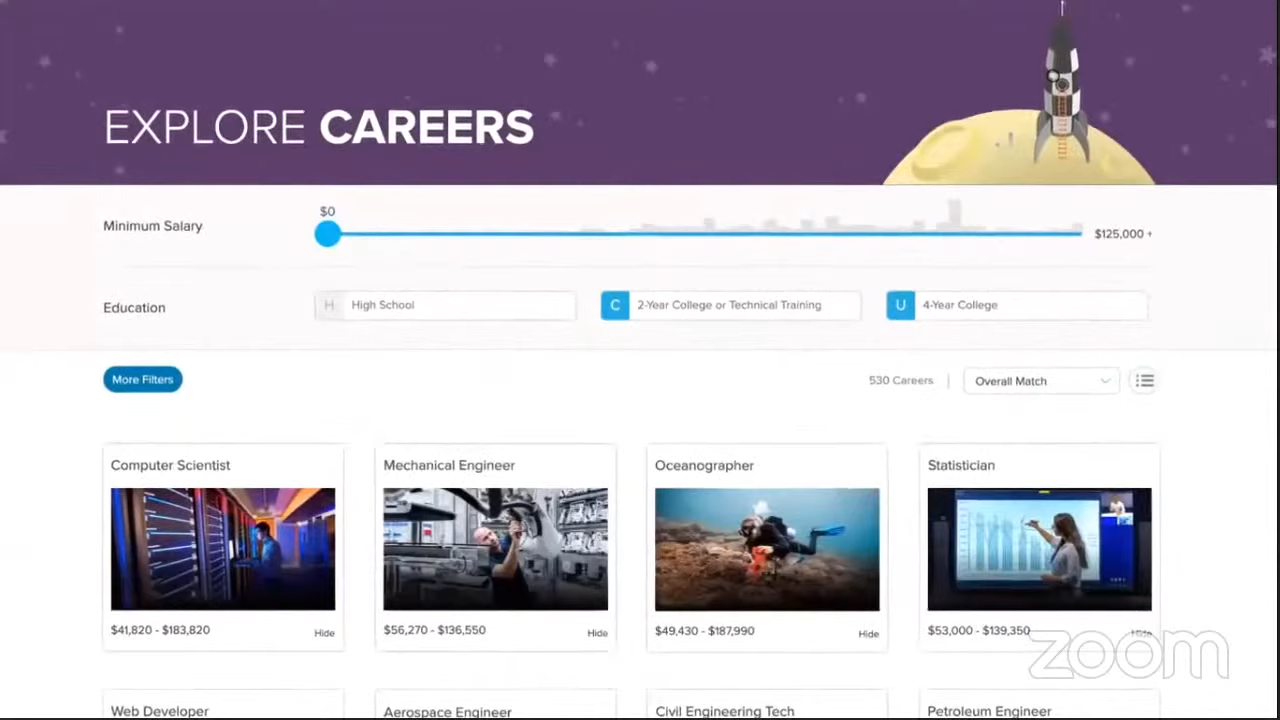 EXPLORE CAREERS
$0
Minimum Salary
$125,000 +
Education
H High School
C 2-Year College or Technical Training
U 4-Year College
More Filters
530 Careers | Overall Match
Computer Scientist
Mechanical Engineer
Oceanographer
Statistician
$41,820 - $183,820
Hide
$56,270 - $136,550
Hide
$49,430 - $187,990
Hide
$53,000 - $139,350
Hide
zoom
Web Developer
Aerospace Engineer
Civil Engineering Tech
Petroleum Engineer